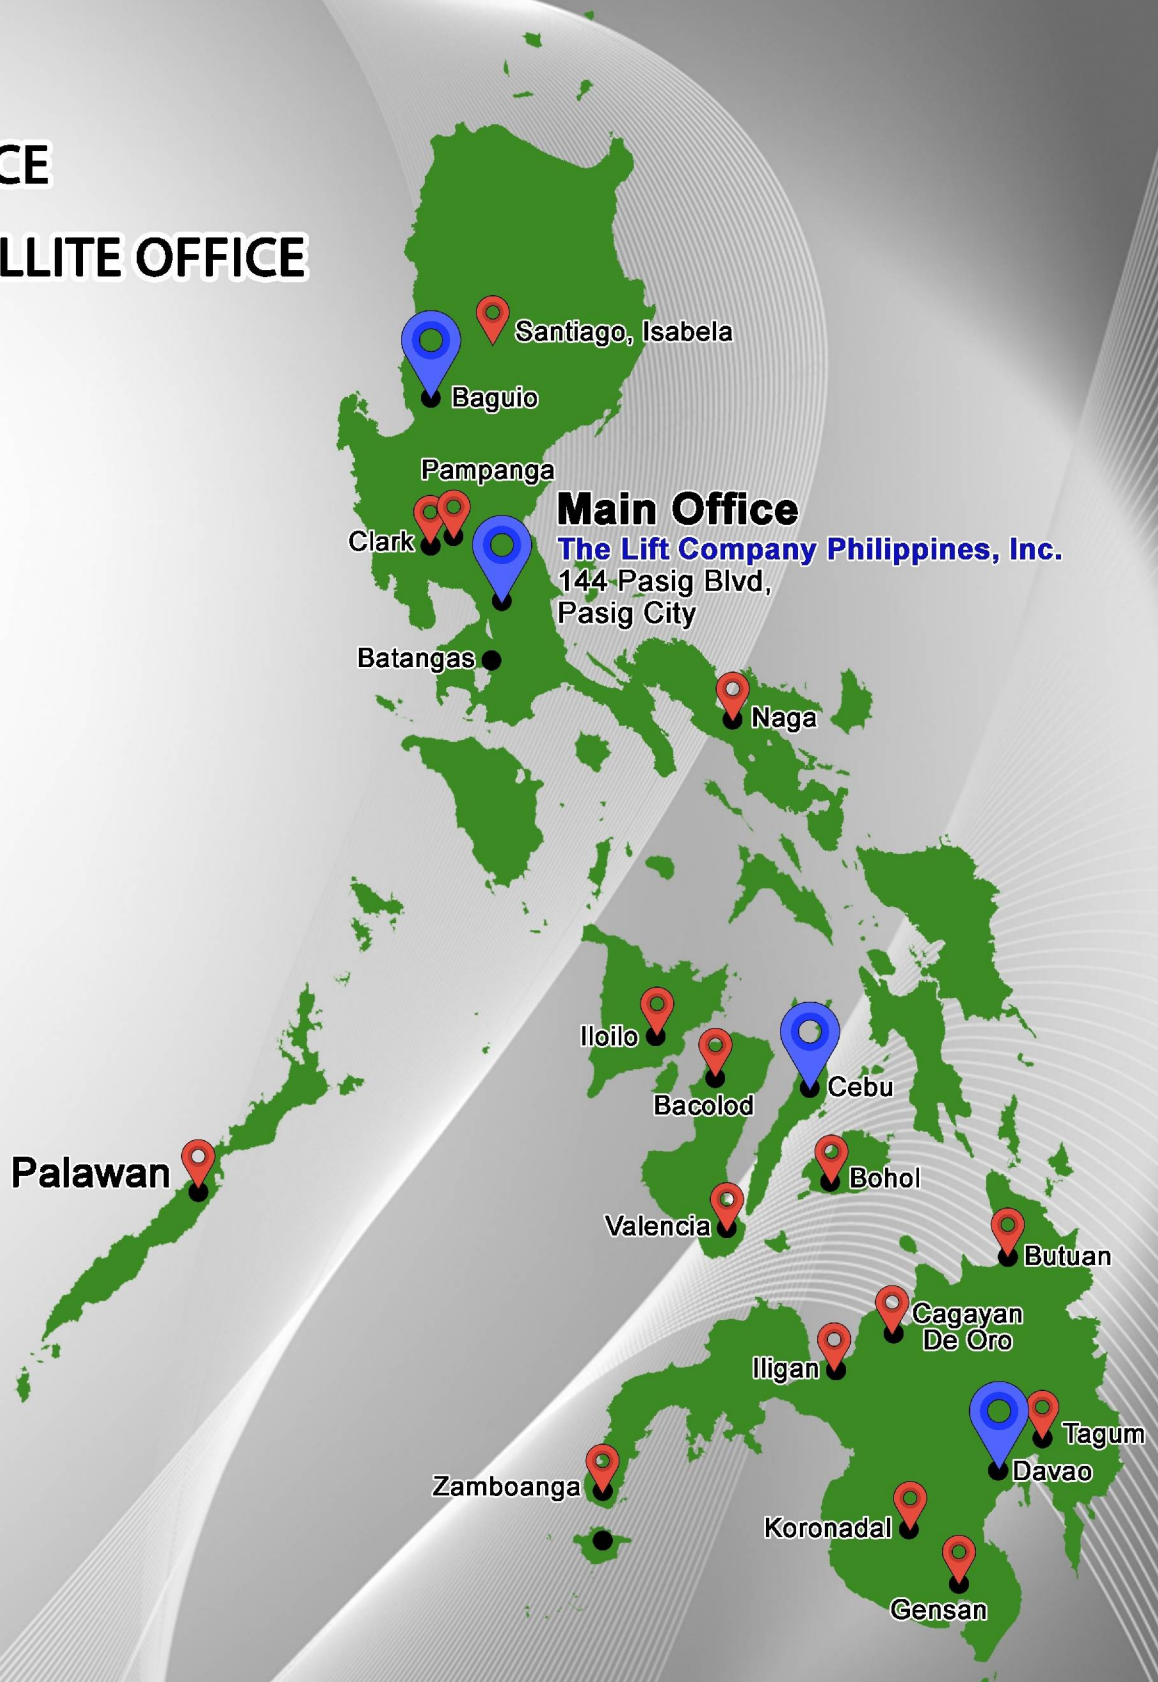 CE
LLITE OFFICE
Santiago, Isabela
Baguio
Pampanga
Clark
Main Office
The Lift Company Philippines, Inc.
144 Pasig Blvd,
Pasig City
Batangas
Naga
Iloilo
Bacolod
Cebu
Palawan
Bohol
Valencia
Butuan
Cagayan
De Oro
Iligan
Tagum
Davao
Zamboanga
Koronadal
Gensan